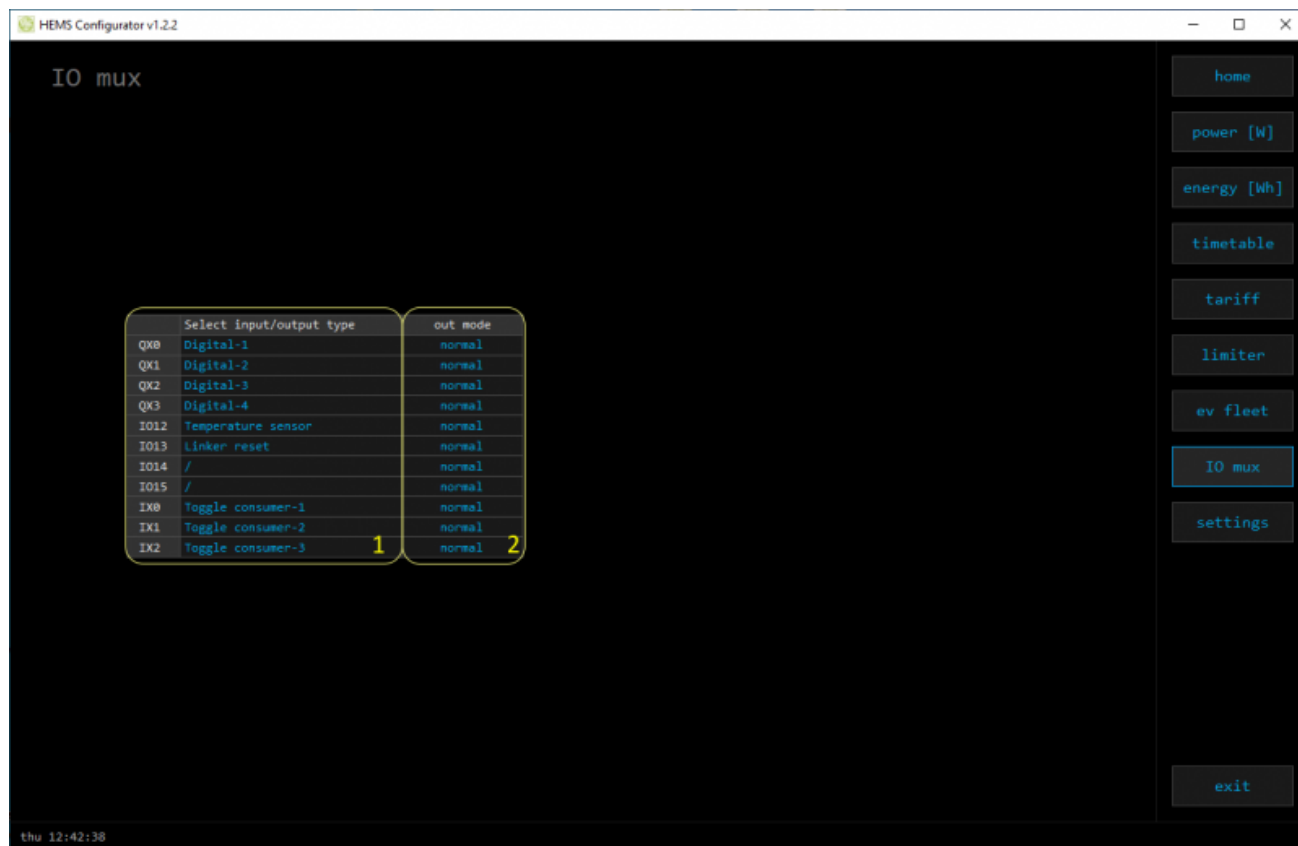 HEMS Configurator v1.2.2
IO mux
home
power [W]
energy [Wh]
timetable
tariff
limiter
ev fleet
IO mux
settings
exit
Select input/output type out mode
QX0 Digital-1 normal
QX1 Digital-2 normal
QX2 Digital-3 normal
QX3 Digital-4 normal
IO12 Temperature sensor normal
IO13 Linker reset normal
IO14 / normal
IO15 / normal
IX0 Toggle consumer-1 normal
IX1 Toggle consumer-2 normal
IX2 Toggle consumer-3 1 normal 2
thu 12:42:38